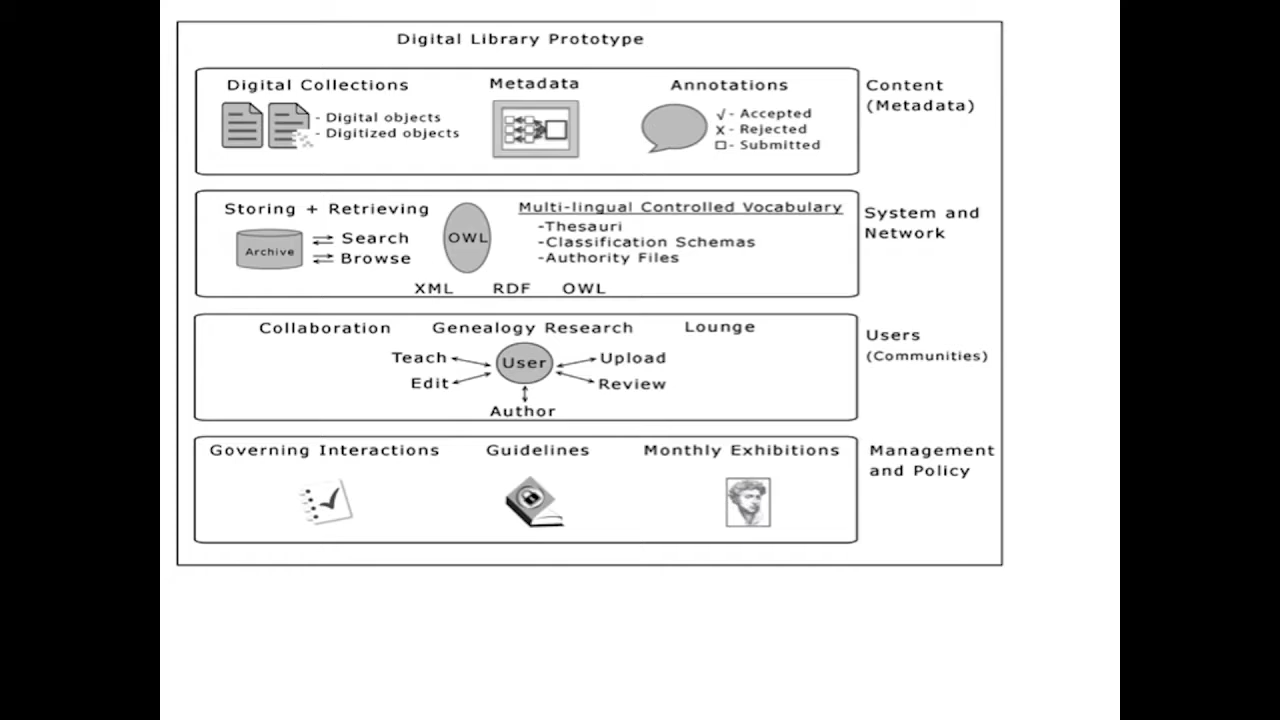 Digital Library Prototype
Digital Collections
- Digital objects
- Digitized objects
Metadata
Annotations
√ - Accepted
X - Rejected
□ - Submitted
Content
(Metadata)
Storing + Retrieving
Archive
Search
Browse
OWL
Multi-lingual Controlled Vocabulary
-Thesauri
-Classification Schemas
-Authority Files
XML RDF OWL
System and
Network
Collaboration Genealogy Research Lounge
Teach User Upload
Edit Review
Author
Users
(Communities)
Governing Interactions Guidelines Monthly Exhibitions
Management
and Policy